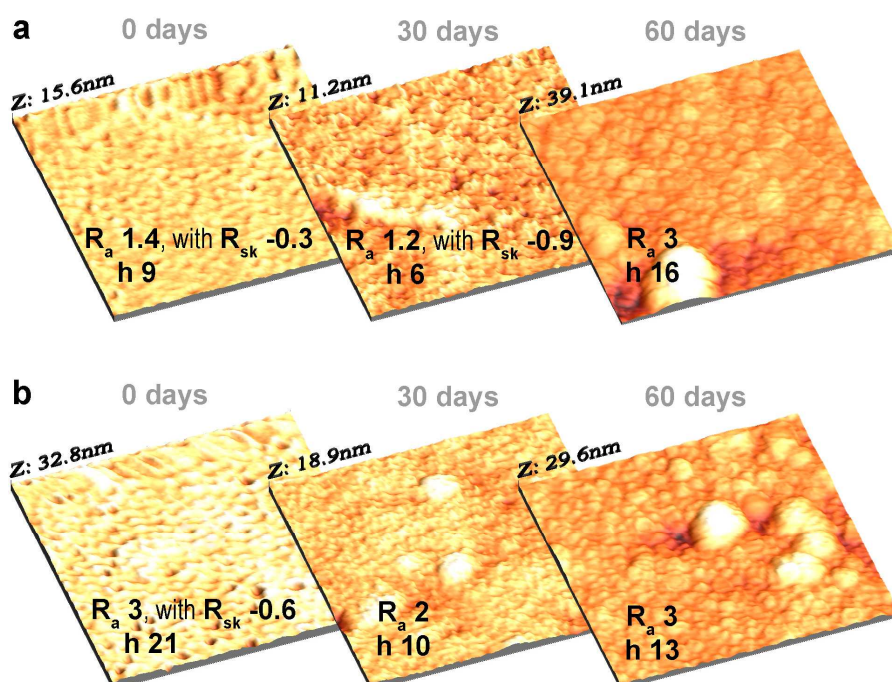 a
0 days
30 days
60 days
Z: 15.6nm
Z: 11.2nm
Z: 39.1nm
Ra 1.4, with Rsk -0.3
h 9
Ra 1.2, with Rsk -0.9
h 6
Ra 3
h 16
b
0 days
30 days
60 days
Z: 32.8nm
Z: 18.9nm
Z: 29.6nm
Ra 3, with Rsk -0.6
h 21
Ra 2
h 10
Ra 3
h 13